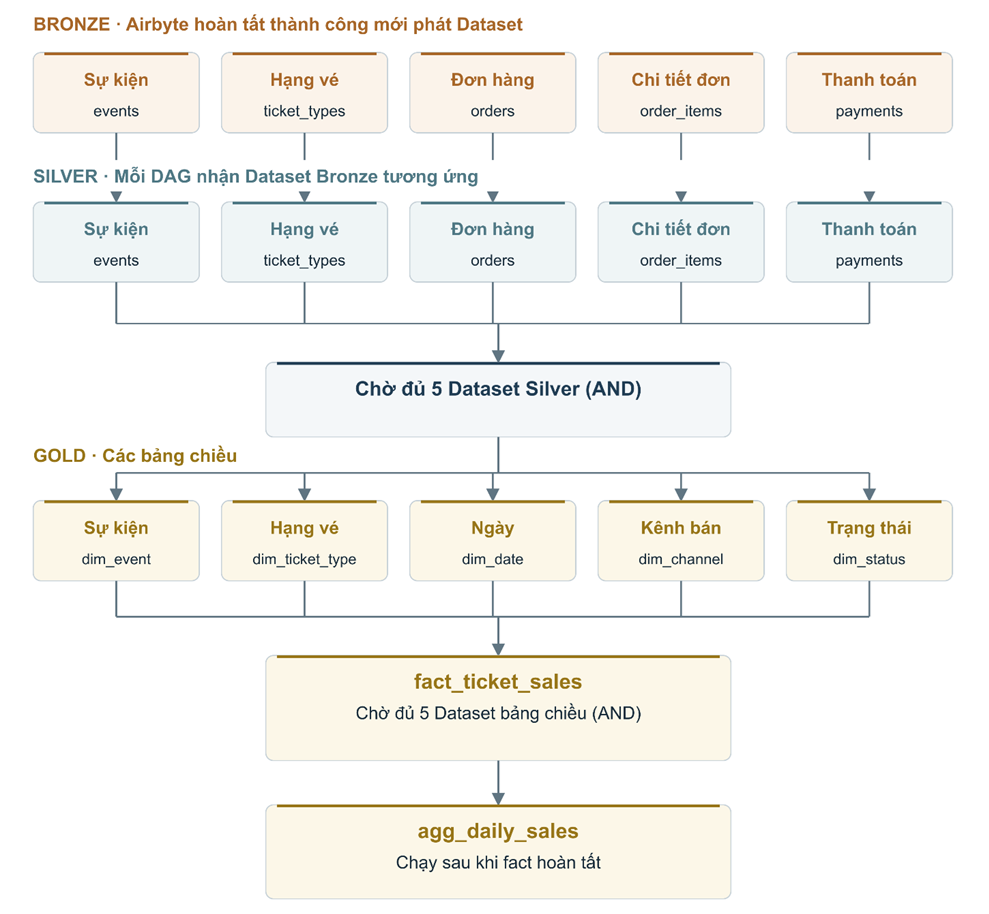 BRONZE · Airbyte hoàn tất thành công mới phát Dataset
Sự kiện
events
Hạng vé
ticket_types
Đơn hàng
orders
Chi tiết đơn
order_items
Thanh toán
payments
SILVER · Mỗi DAG nhận Dataset Bronze tương ứng
Sự kiện
events
Hạng vé
ticket_types
Đơn hàng
orders
Chi tiết đơn
order_items
Thanh toán
payments
Chờ đủ 5 Dataset Silver (AND)
GOLD · Các bảng chiều
Sự kiện
dim_event
Hạng vé
dim_ticket_type
Ngày
dim_date
Kênh bán
dim_channel
Trạng thái
dim_status
fact_ticket_sales
Chờ đủ 5 Dataset bảng chiều (AND)
agg_daily_sales
Chạy sau khi fact hoàn tất